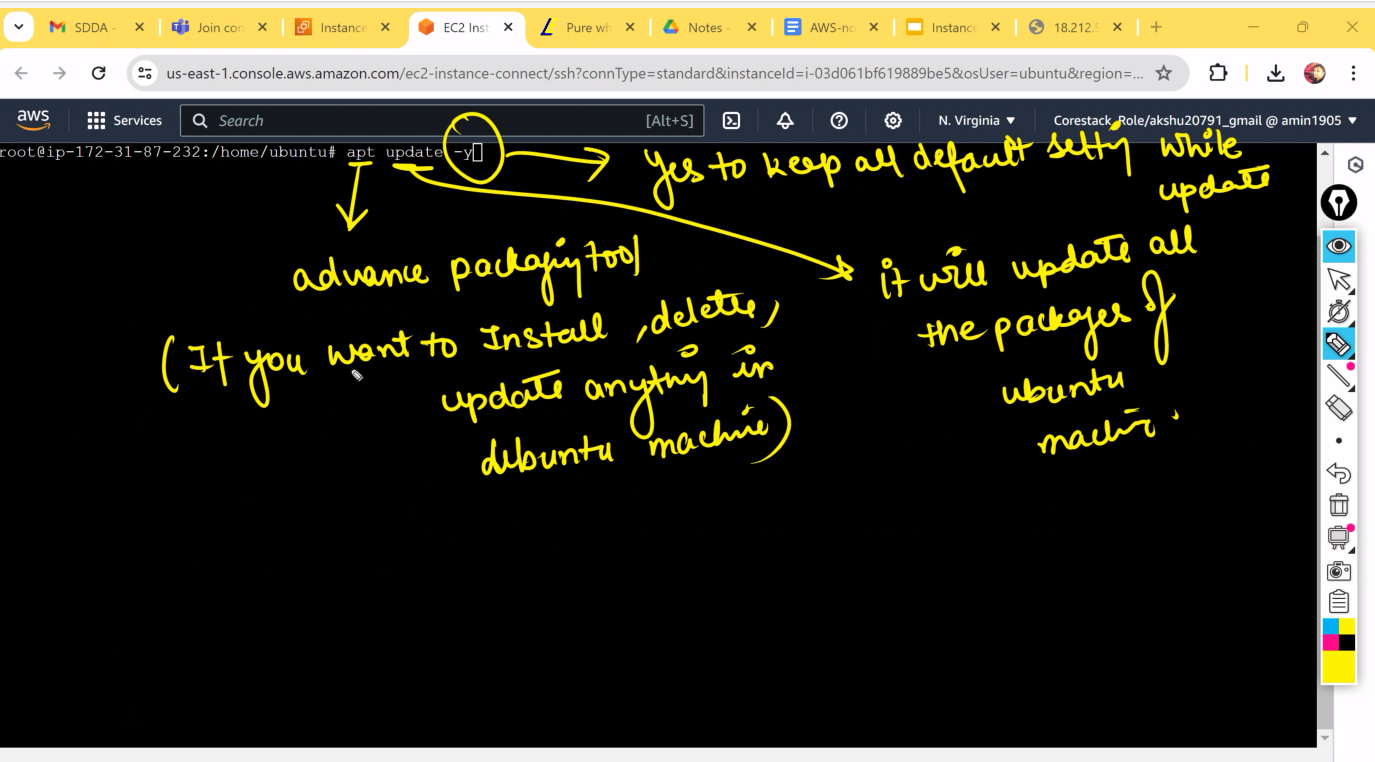 SDDA -
Join con
Instance
EC2 Inst
Pure wh
Notes -
AWS-no
Instance
18.212.5
us-east-1.console.aws.amazon.com/ec2-instance-connect/ssh?connType=standard&instanceId=i-03d061bf619889be5&osUser=ubuntu&region=...
aws
Services
Search
[Alt+S]
N. Virginia
Corestack_Role/akshu20791_gmail @ amin1905
root@ip-172-31-87-232:/home/ubuntu# apt update -y
yes to keep all default setty while
update
advance packaging tool
(If you want to Install, delete,
update anything in
debuntu machine)
it will update all
the packages of
ubuntu
machine.